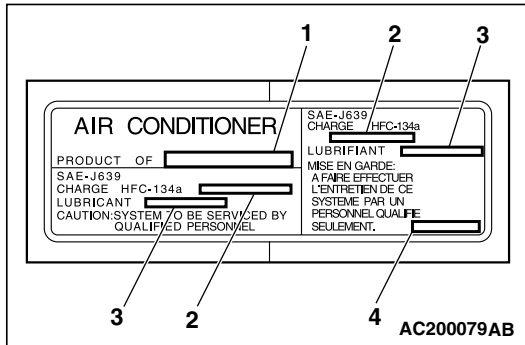 1
2
3
AIR CONDITIONER
PRODUCT OF
SAE-J639
CHARGE HFC-134a
LUBRICANT
CAUTION:SYSTEM TO BE SERVICED BY
QUALIFIED PERSONNEL
SAE-J639
CHARGE HFC-134a
LUBRIFIANT
MISE EN GARDE:
A FAIRE EFFECTUER
L'ENTRETIEN DE CE
SYSTEME PAR UN
PERSONNEL QUALIFIE
SEULEMENT.
3
2
4
AC200079AB